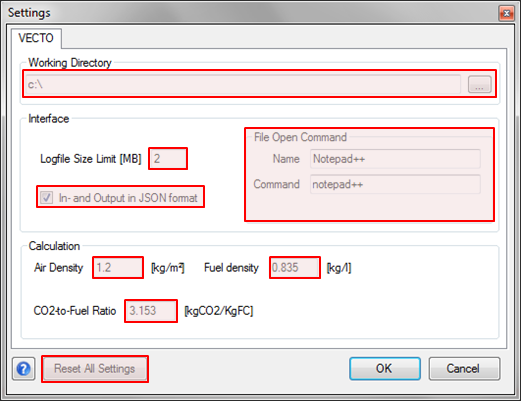 Settings
VECTO
Working Directory
c:\
...
Interface
Logfile Size Limit [MB] 2
In- and Output in JSON format
File Open Command
Name Notepad++
Command notepad++
Calculation
Air Density 1.2 [kg/m³] Fuel density 0.835 [kg/l]
CO2-to-Fuel Ratio 3.153 [kgCO2/KgFC]
? Reset All Settings OK Cancel